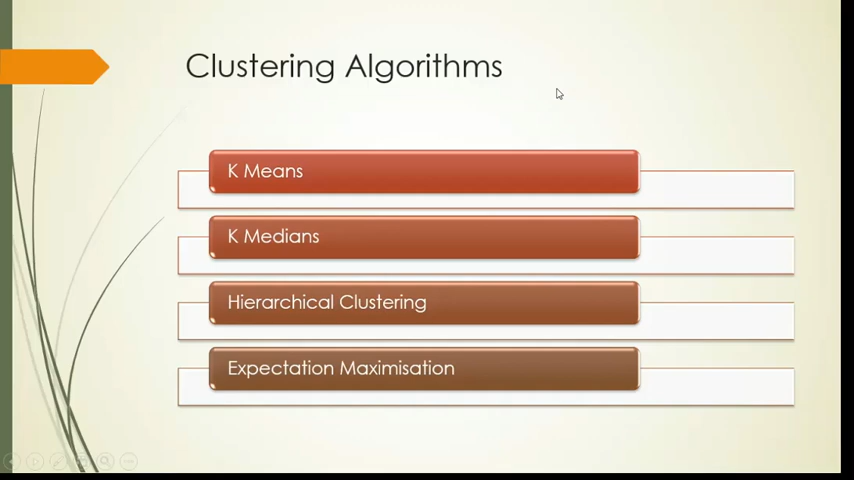 Clustering Algorithms
K Means
K Medians
Hierarchical Clustering
Expectation Maximisation